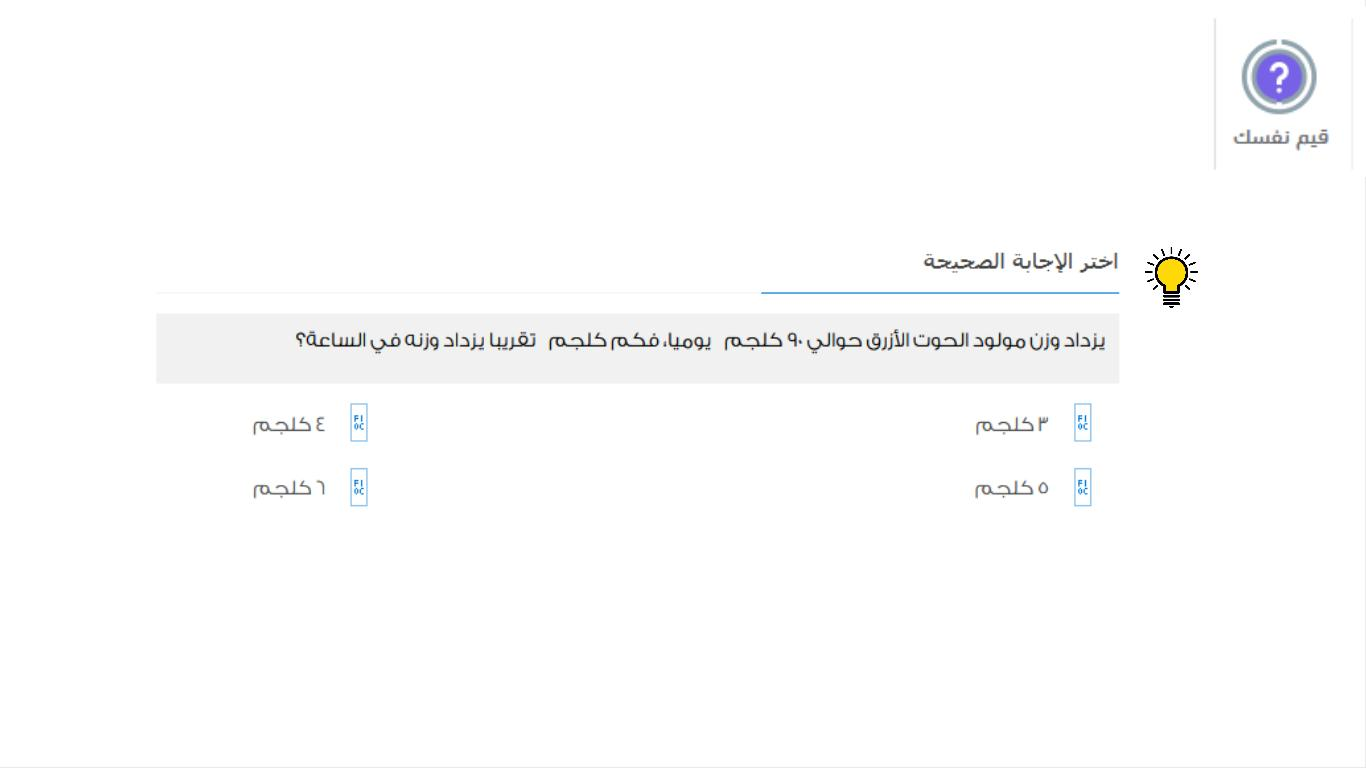 قيم نفسك
اختر الإجابة الصحيحة
يزداد وزن مولود الحوت الأزرق حوالي ٩٠ كلجم يوميا، فكم كلجم تقريبا يزداد وزنه في الساعة؟
٣ كلجم
٤ كلجم
٥ كلجم
٦ كلجم